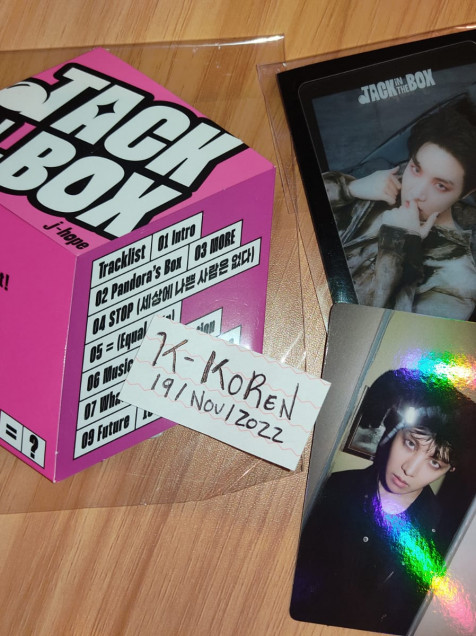 JACK
BOX
j-hope
Tracklist 01 Intro
02 Pandora's Box 03 MORE
04 STOP (세상에 나쁜 사람은 없다)
05 = (Equal
06 Music
07
09 Future
= ?
K-KOREN
19/Nov/2022
JACK IN THE BOX